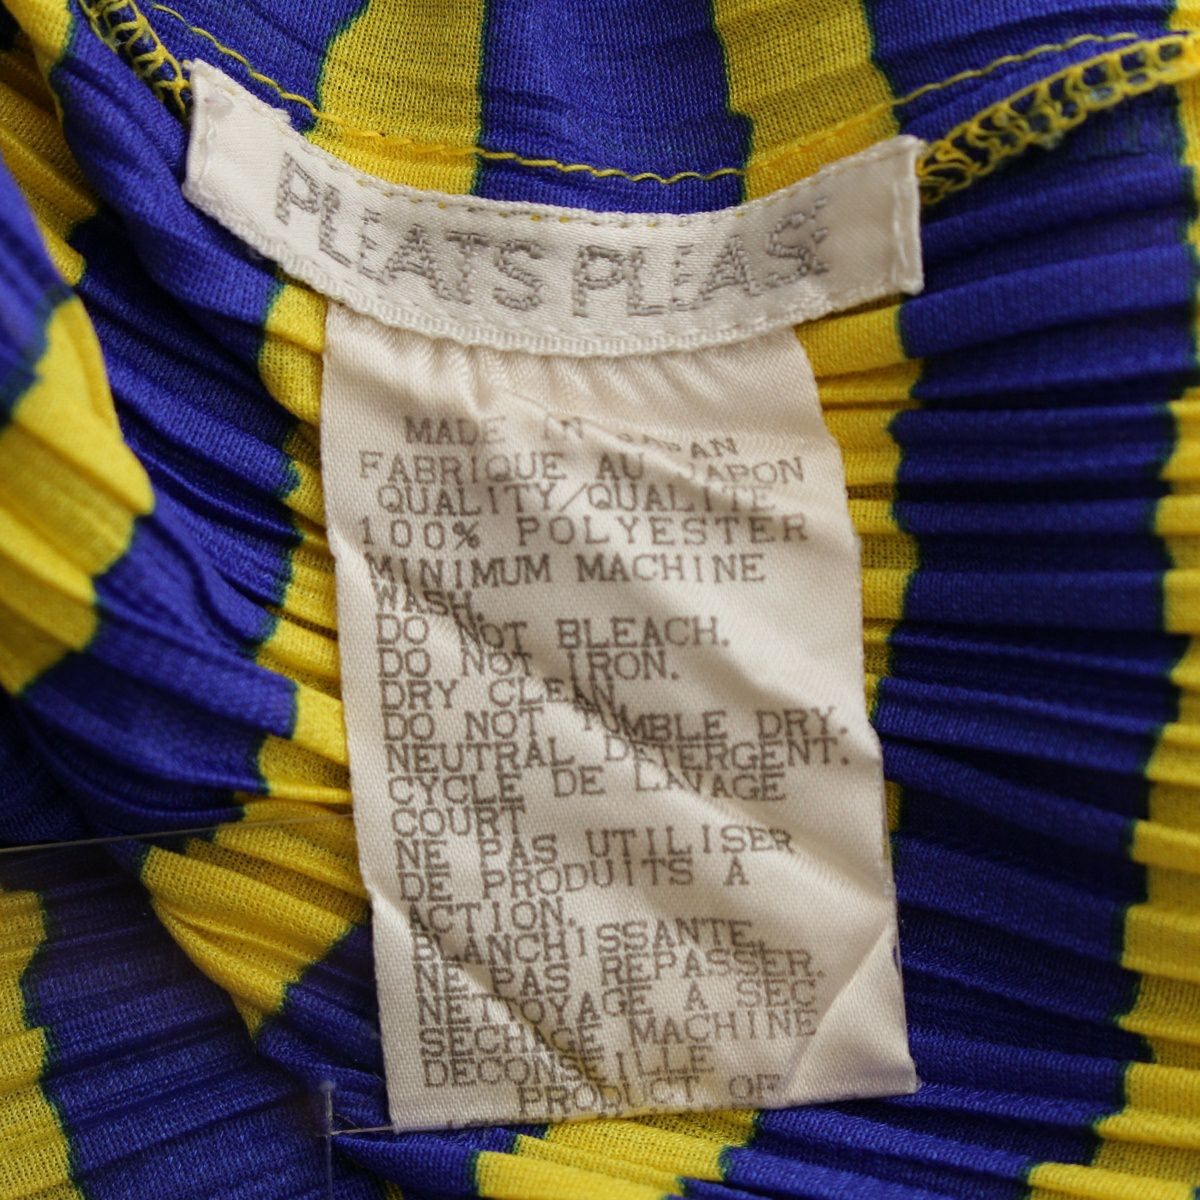 PLEATS PLEASE
MADE IN JAPAN
FABRIQUE AU JAPON
QUALITY/QUALITE
100% POLYESTER
MINIMUM MACHINE
WASH.
DO NOT BLEACH.
DO NOT IRON.
DRY CLEAN.
DO NOT TUMBLE DRY.
NEUTRAL DETERGENT.
CYCLE DE LAVAGE
COURT
NE PAS UTILISER
DE PRODUITS A
ACTION.
BLANCHISSANTE.
NE PAS REPASSER.
NETTOYAGE A SEC
SECHAGE MACHINE
DECONSEILLE
PRODUCT OF